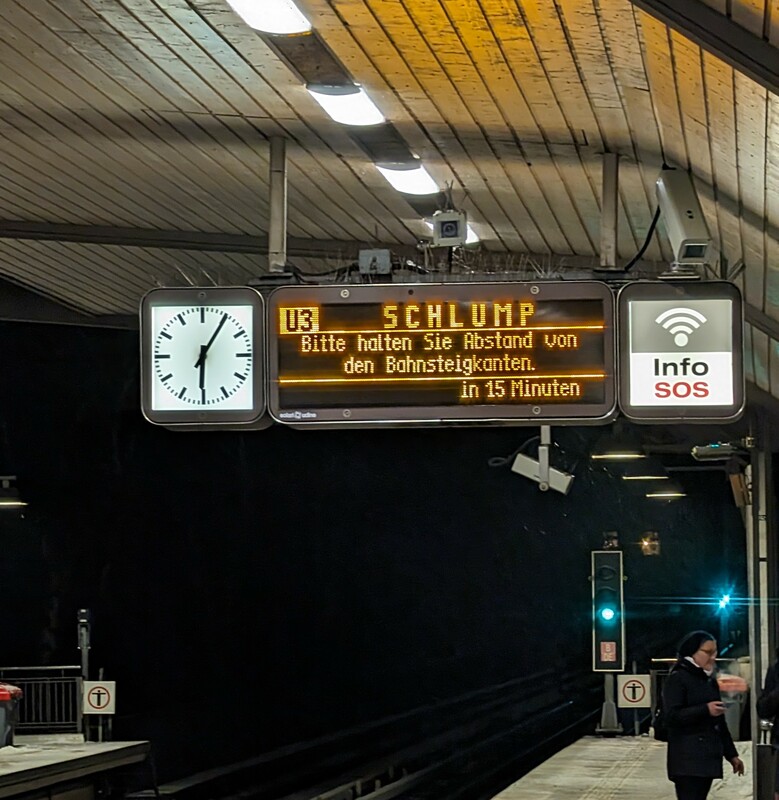 U3 SCHLUMP
Bitte halten Sie Abstand von
den Bahnsteigkanten.
in 15 Minuten
Info
SOS